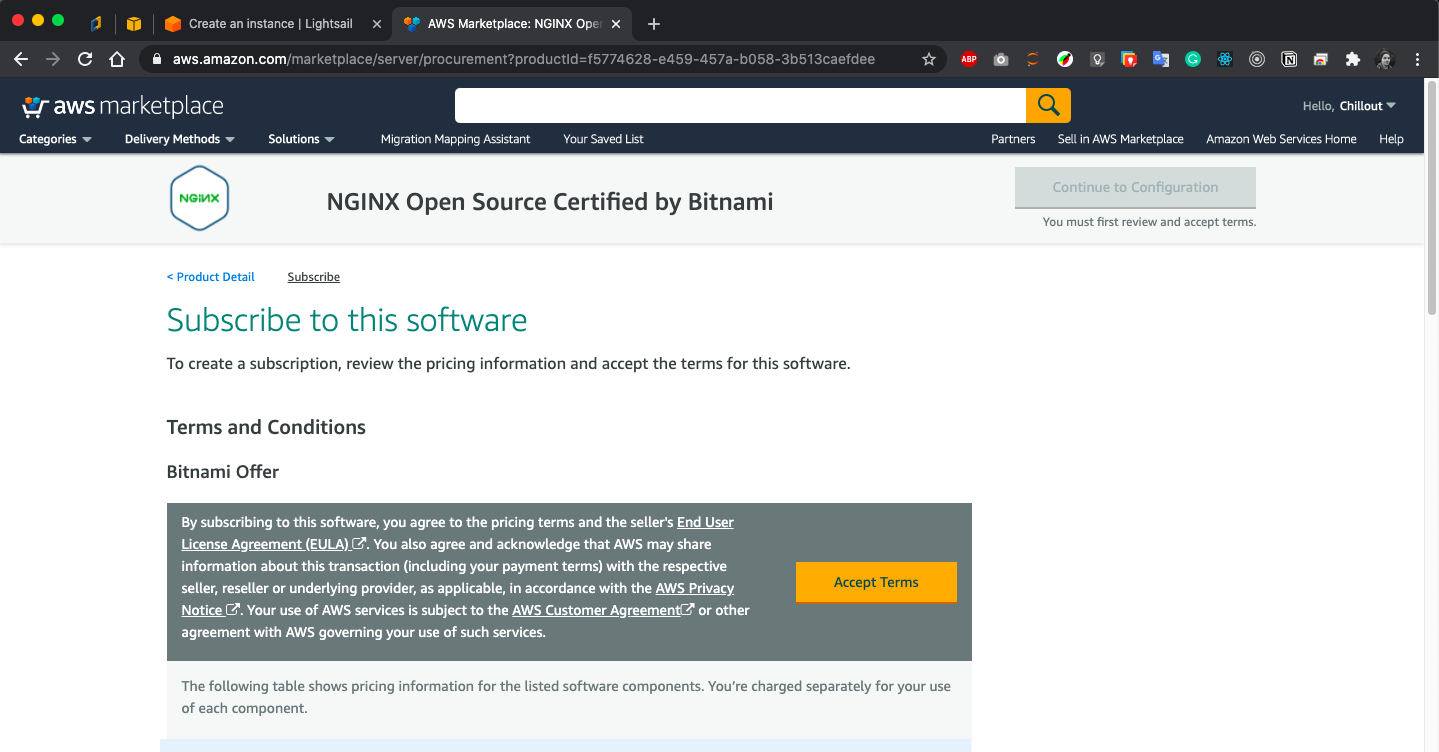 Create an instance | Lightsail
AWS Marketplace: NGINX Ope
aws.amazon.com/marketplace/server/procurement?productId=f5774628-e459-457a-b058-3b513caefdee
ABP
aws marketplace
Hello, Chillout
Categories
Delivery Methods
Solutions
Migration Mapping Assistant
Your Saved List
Partners
Sell in AWS Marketplace
Amazon Web Services Home
Help
NGINX
NGINX Open Source Certified by Bitnami
Continue to Configuration
You must first review and accept terms.
< Product Detail
Subscribe
Subscribe to this software
To create a subscription, review the pricing information and accept the terms for this software.
Terms and Conditions
Bitnami Offer
By subscribing to this software, you agree to the pricing terms and the seller's End User
License Agreement (EULA). You also agree and acknowledge that AWS may share
information about this transaction (including your payment terms) with the respective
seller, reseller or underlying provider, as applicable, in accordance with the AWS Privacy
Notice. Your use of AWS services is subject to the AWS Customer Agreement or other
agreement with AWS governing your use of such services.
Accept Terms
The following table shows pricing information for the listed software components. You’re charged separately for your use
of each component.